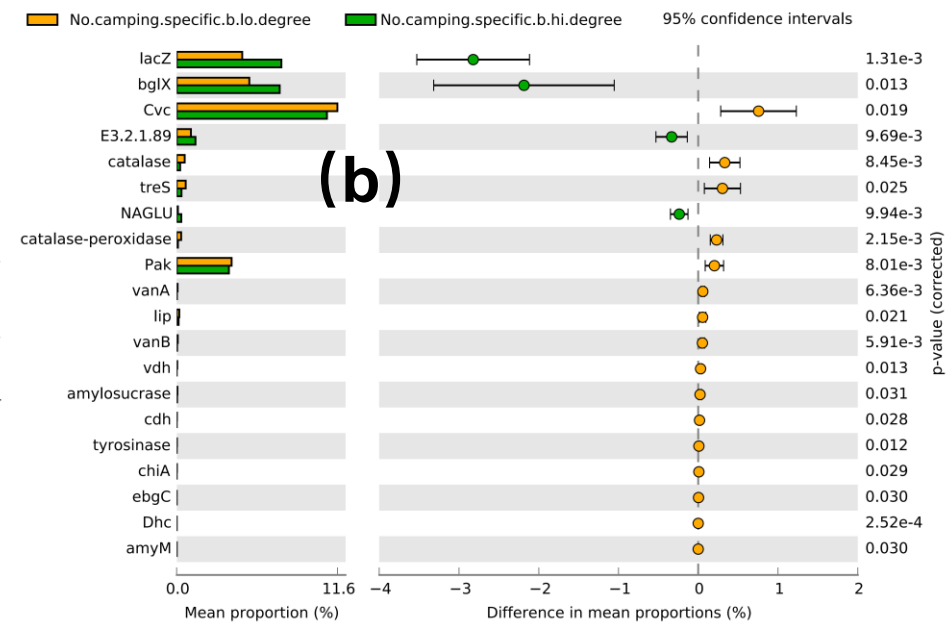 No.camping.specific.b.lo.degree No.camping.specific.b.hi.degree 95% confidence intervals
lacZ 1.31e-3
bglX 0.013
Cvc 0.019
E3.2.1.89 9.69e-3
catalase 8.45e-3
(b)
treS 0.025
NAGLU 9.94e-3
catalase-peroxidase 2.15e-3
Pak 8.01e-3
vanA 6.36e-3
lip 0.021
vanB 5.91e-3
vdh 0.013
amylosucrase 0.031
cdh 0.028
tyrosinase 0.012
chiA 0.029
ebgC 0.030
Dhc 2.52e-4
amyM 0.030
p-value (corrected)
0.0 11.6 −4 −3 −2 −1 0 1 2
Mean proportion (%) Difference in mean proportions (%)